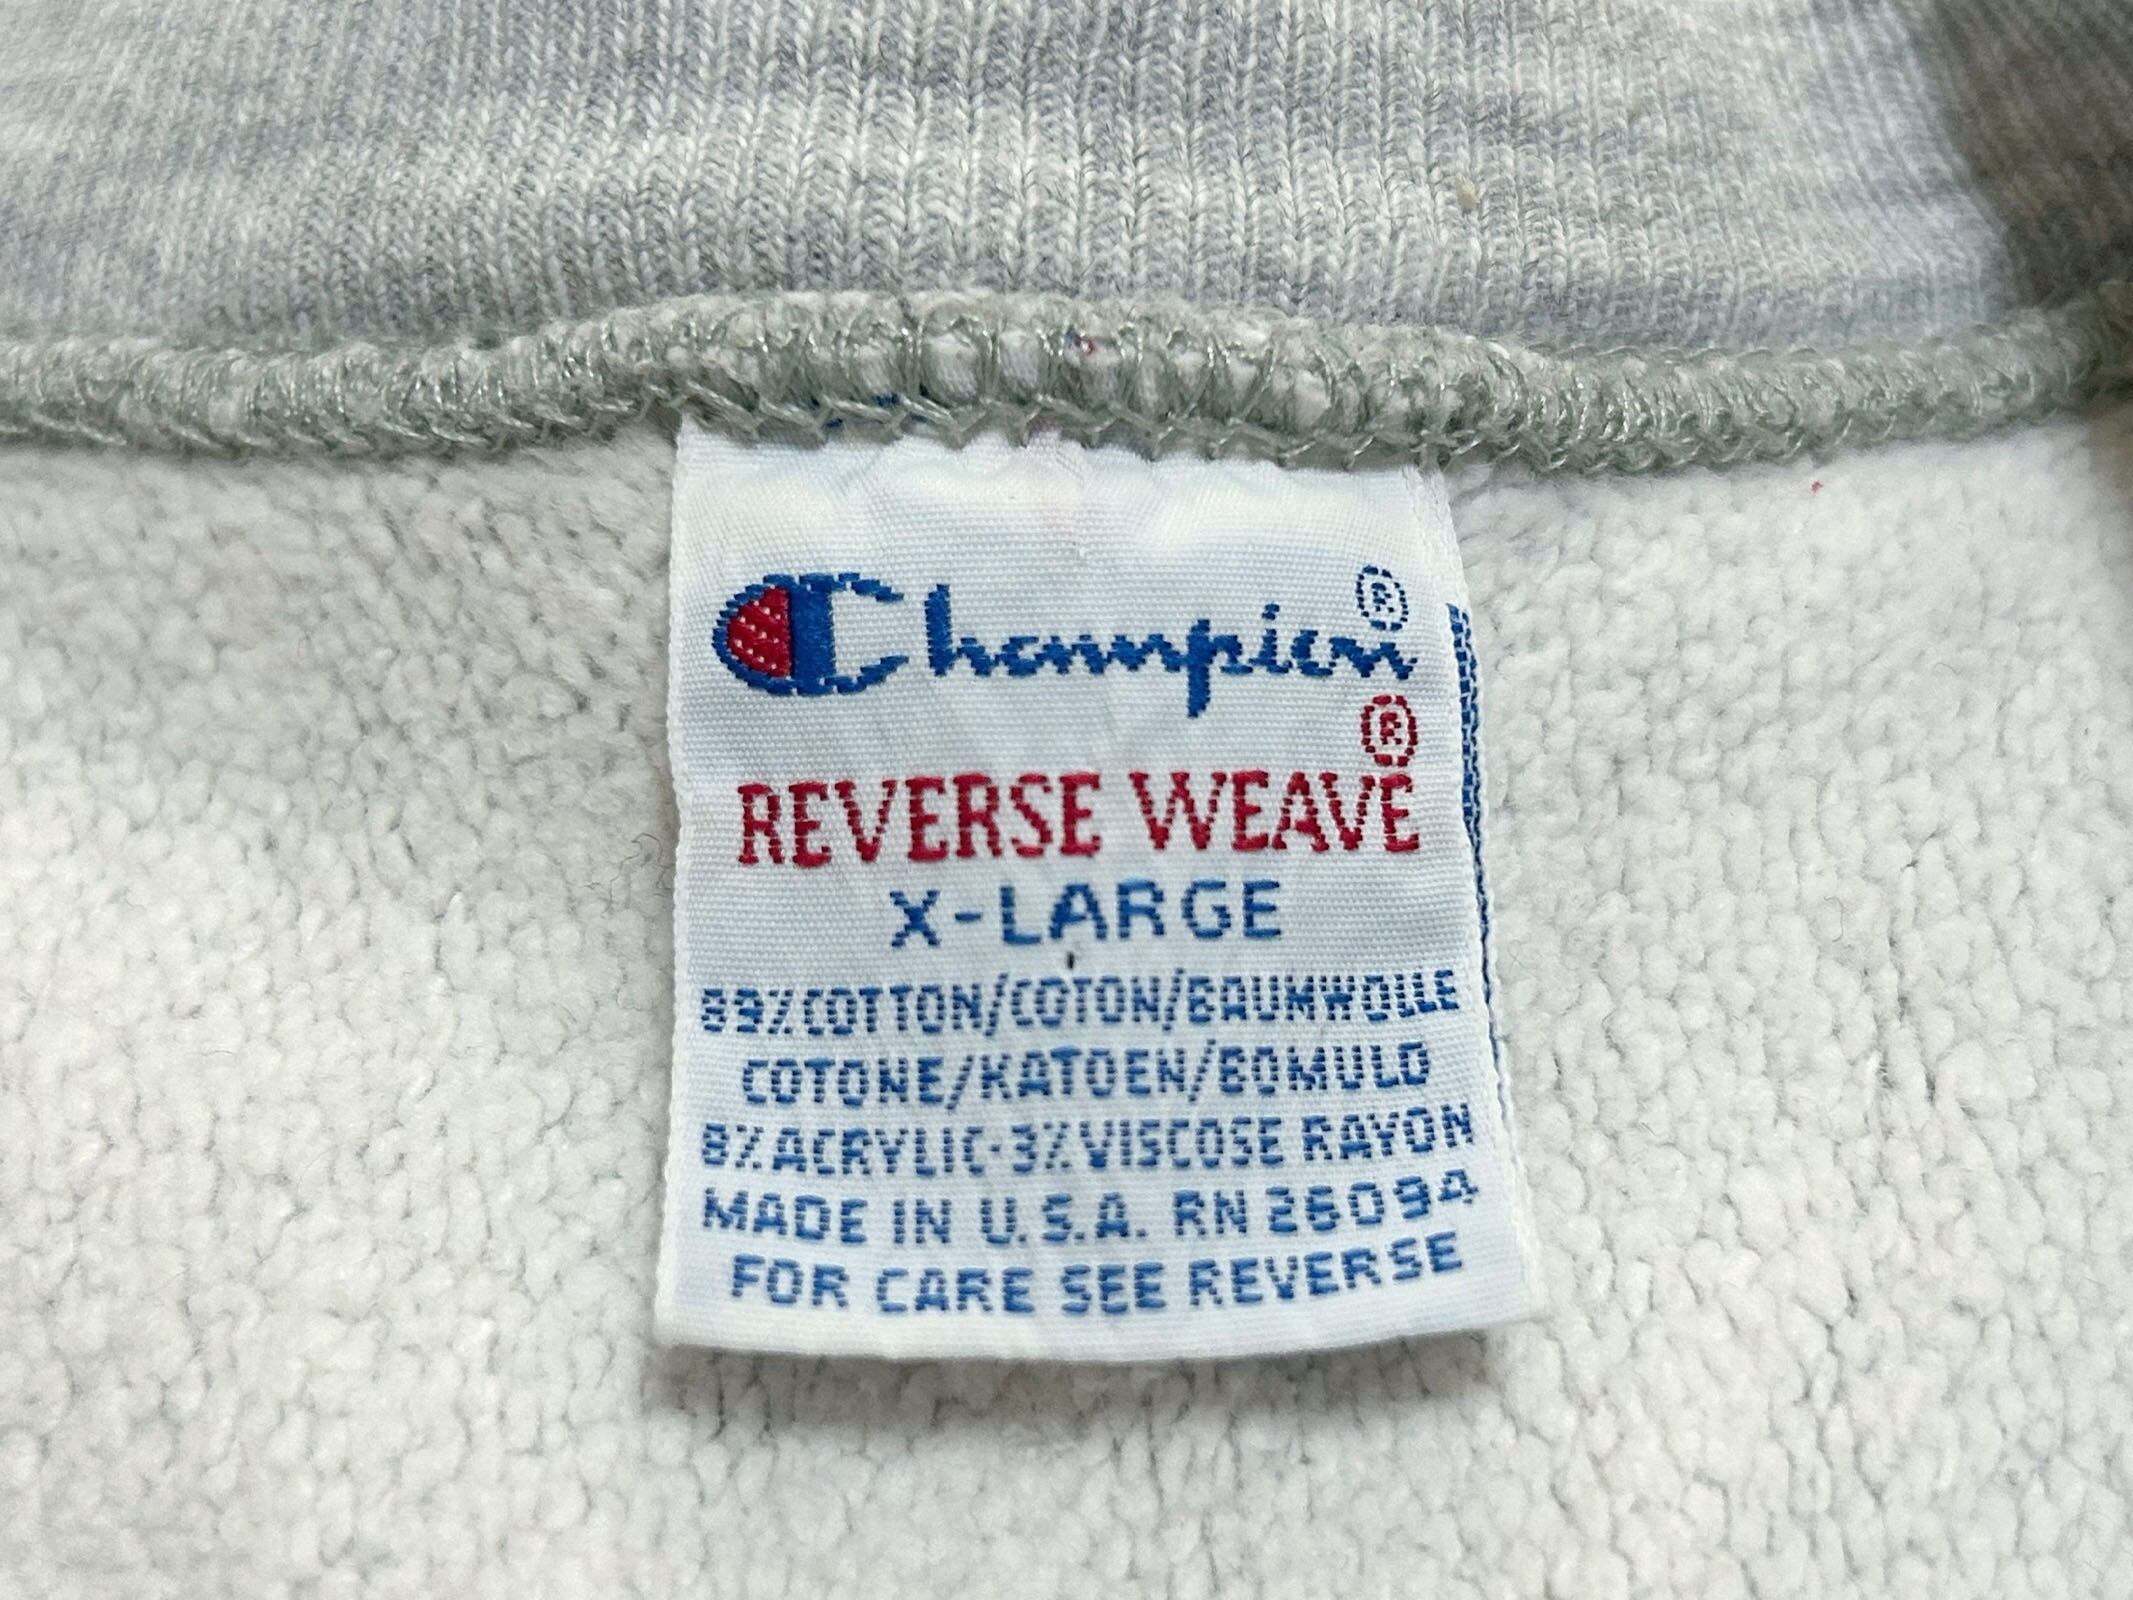 Champion®
REVERSE WEAVE®
X-LARGE
89% COTTON/COTON/BAUMWOLLE
COTONE/KATOEN/BOMULD
8% ACRYLIC·3% VISCOSE RAYON
MADE IN U.S.A. RN 26094
FOR CARE SEE REVERSE